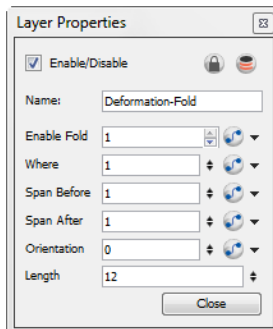 Layer Properties
Enable/Disable
Name: Deformation-Fold
Enable Fold 1
Where 1
Span Before 1
Span After 1
Orientation 0
Length 12
Close